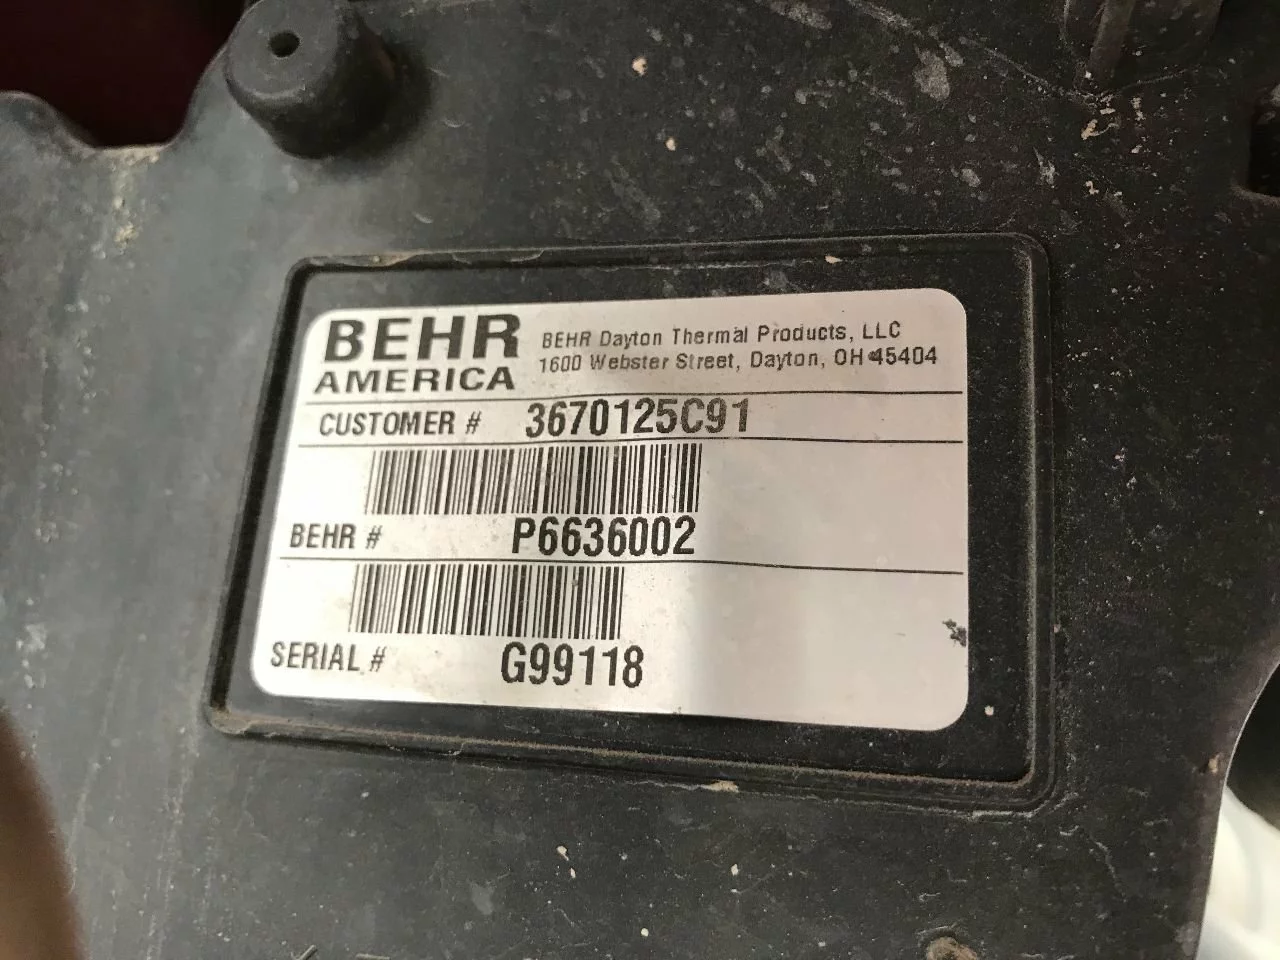 BEHR
AMERICA
BEHR Dayton Thermal Products, LLC
1600 Webster Street, Dayton, OH 45404
CUSTOMER # 3670125C91
BEHR # P6636002
SERIAL # G99118